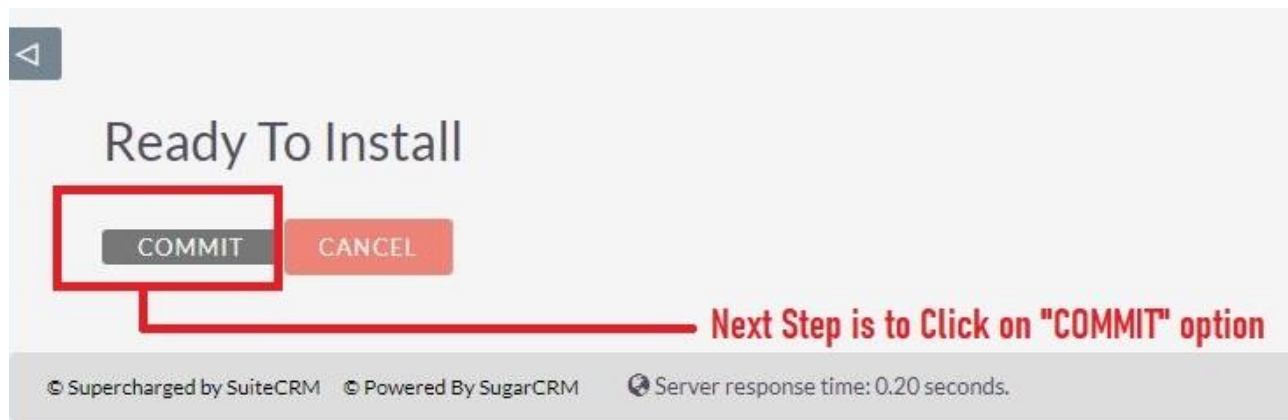 Ready To Install
COMMIT CANCEL
Next Step is to Click on "COMMIT" option
© Supercharged by SuiteCRM © Powered By SugarCRM Server response time: 0.20 seconds.